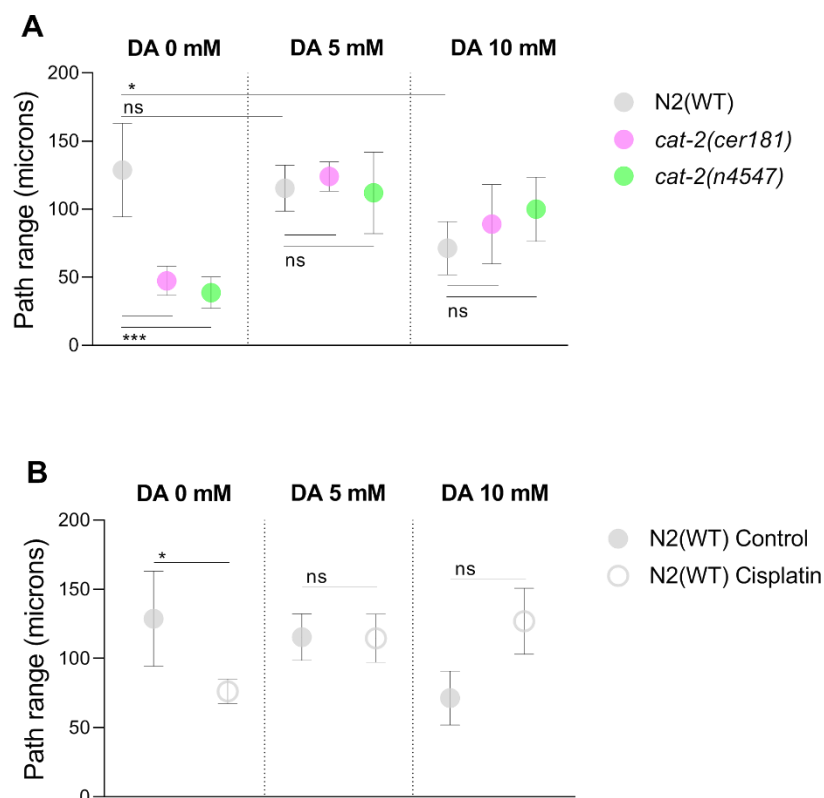 A
DA 0 mM
DA 5 mM
DA 10 mM
Path range (microns)
200
150
100
50
0
*
ns
***
ns
ns
N2(WT)
cat-2(cer181)
cat-2(n4547)
B
DA 0 mM
DA 5 mM
DA 10 mM
Path range (microns)
200
150
100
50
0
*
ns
ns
N2(WT) Control
N2(WT) Cisplatin